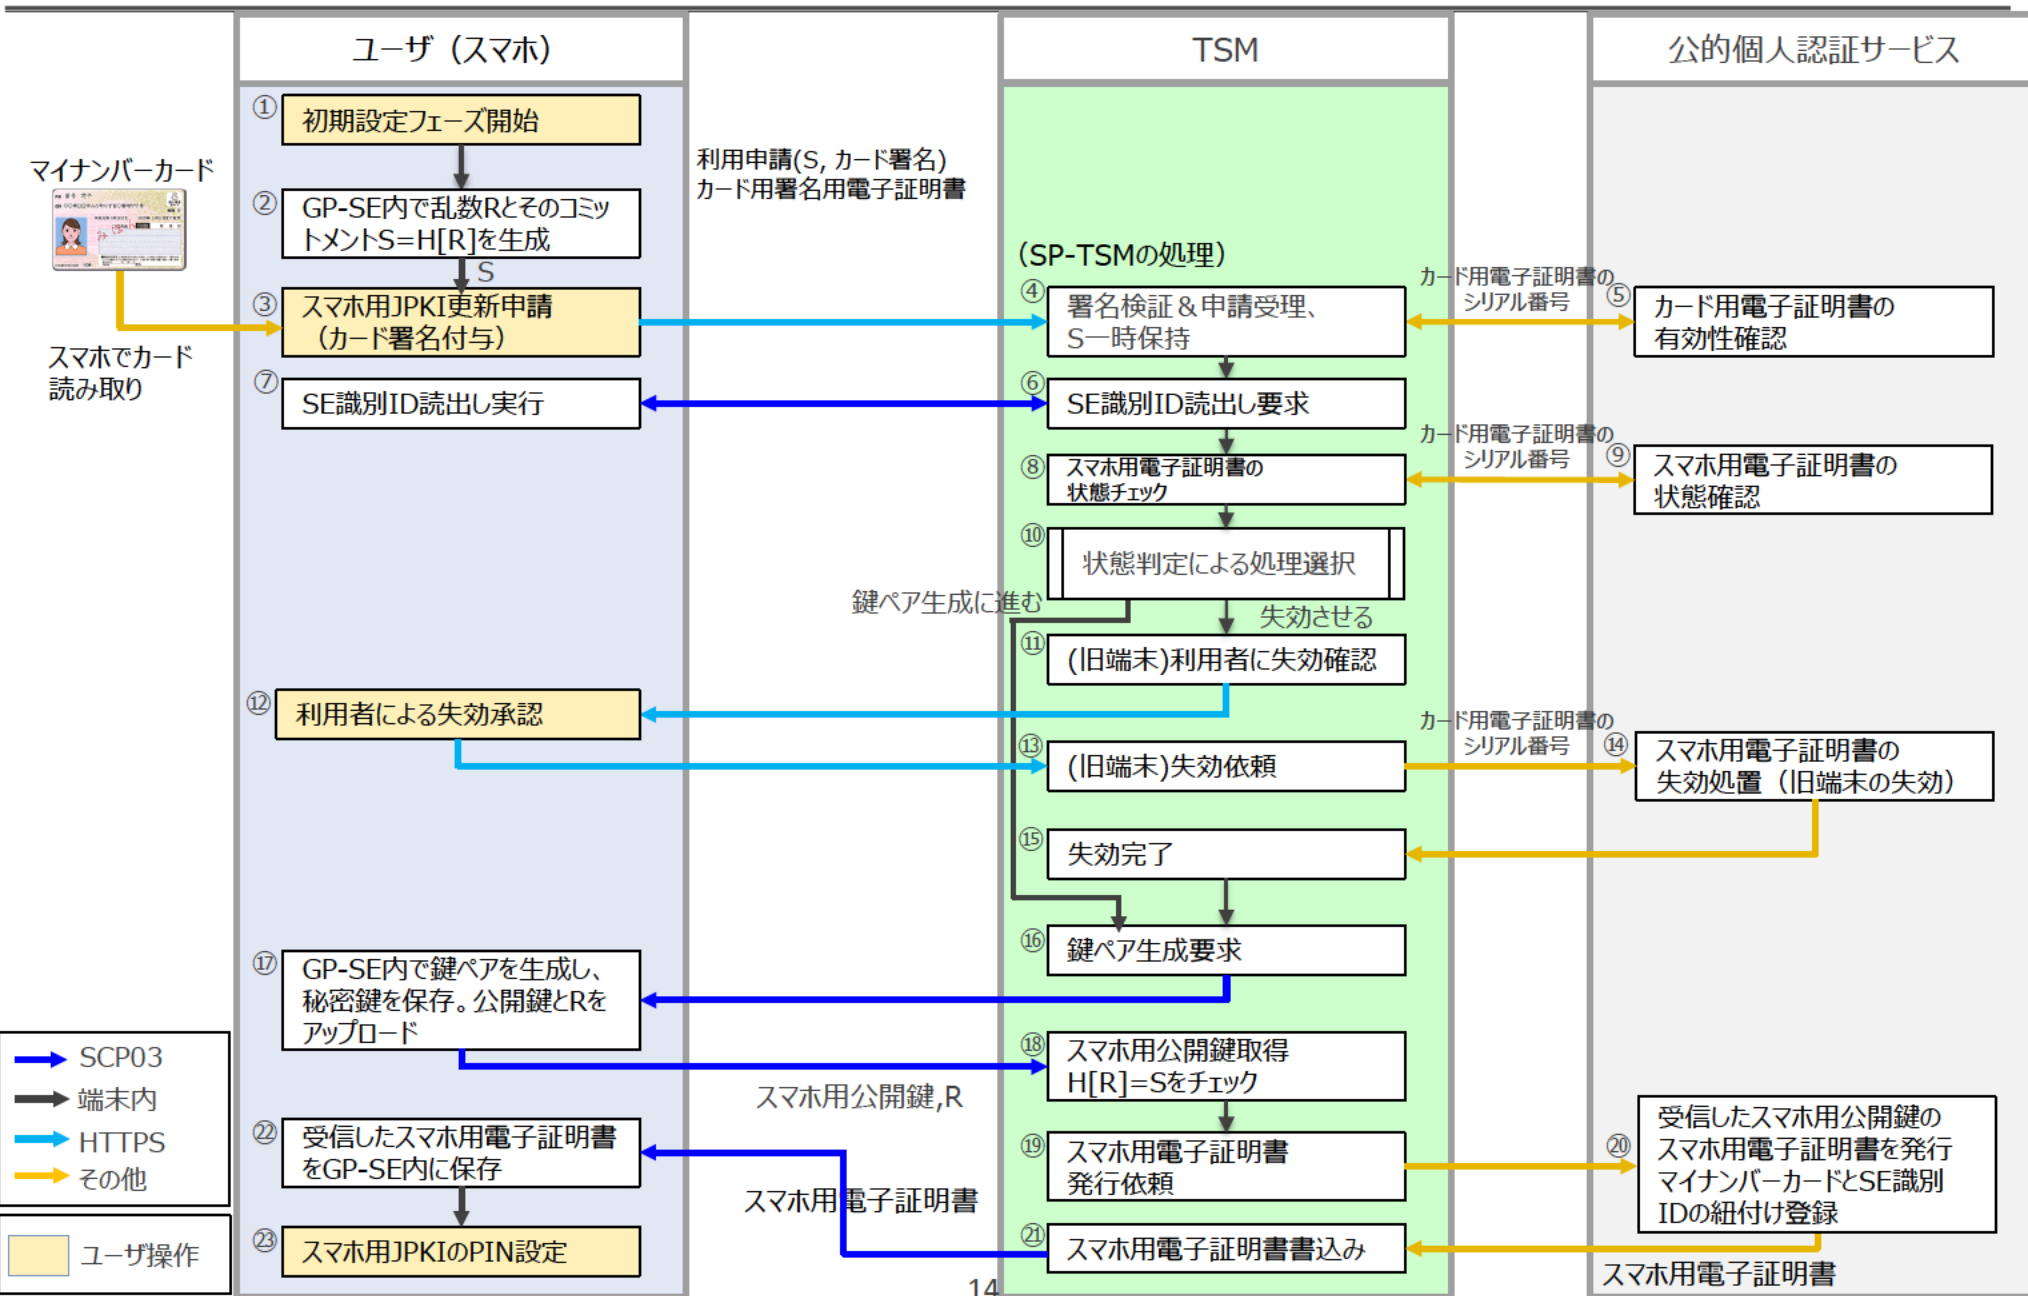 ユーザ（スマホ）
TSM
公的個人認証サービス
①
初期設定フェーズ開始
マイナンバーカード
利用申請(S, カード署名)
カード用署名用電子証明書
②
GP-SE内で乱数Rとそのコミッ
トメントS=H[R]を生成
S
（SP-TSMの処理）
③
スマホ用JPKI更新申請
（カード署名付与）
④
署名検証＆申請受理、
S一時保持
カード用電子証明書の
シリアル番号
⑤
カード用電子証明書の
有効性確認
スマホでカード
読み取り
⑦
SE識別ID読出し実行
⑥
SE識別ID読出し要求
⑧
スマホ用電子証明書の
状態チェック
カード用電子証明書の
シリアル番号
⑨
スマホ用電子証明書の
状態確認
⑩
状態判定による処理選択
鍵ペア生成に進む
失効させる
⑪
(旧端末)利用者に失効確認
⑫
利用者による失効承認
⑬
(旧端末)失効依頼
カード用電子証明書の
シリアル番号
⑭
スマホ用電子証明書の
失効処置（旧端末の失効）
⑮
失効完了
⑯
鍵ペア生成要求
⑰
GP-SE内で鍵ペアを生成し、
秘密鍵を保存。公開鍵とRを
アップロード
⑱
スマホ用公開鍵取得
H[R]=Sをチェック
スマホ用公開鍵,R
⑲
スマホ用電子証明書
発行依頼
⑳
受信したスマホ用公開鍵の
スマホ用電子証明書を発行
マイナンバーカードとSE識別
IDの紐付け登録
㉒
受信したスマホ用電子証明書
をGP-SE内に保存
スマホ用電子証明書
㉑
スマホ用電子証明書書込み
スマホ用電子証明書
㉓
スマホ用JPKIのPIN設定
SCP03
端末内
HTTPS
その他
ユーザ操作
14